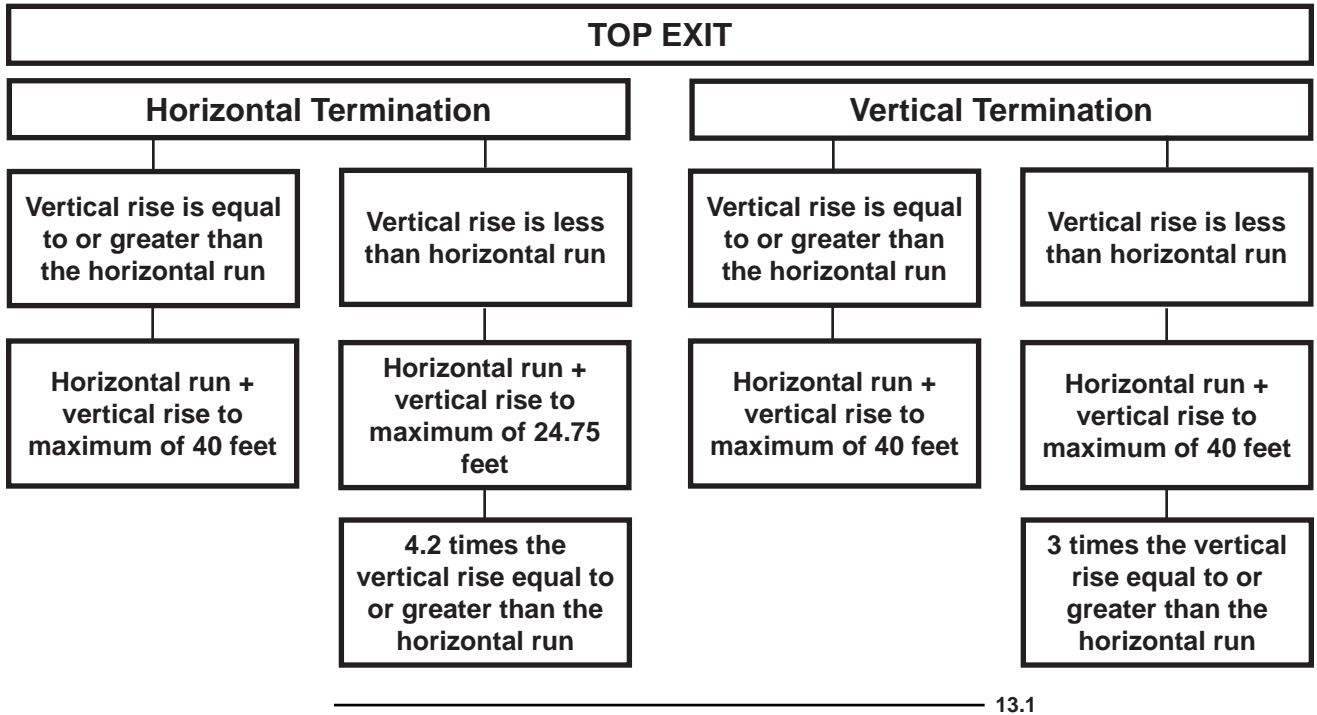 TOP EXIT
Horizontal Termination
Vertical rise is equal
to or greater than
the horizontal run
Horizontal run +
vertical rise to
maximum of 40 feet
Vertical rise is less
than horizontal run
Horizontal run +
vertical rise to
maximum of 24.75
feet
4.2 times the
vertical rise equal to
or greater than the
horizontal run
Vertical Termination
Vertical rise is equal
to or greater than
the horizontal run
Horizontal run +
vertical rise to
maximum of 40 feet
Vertical rise is less
than horizontal run
Horizontal run +
vertical rise to
maximum of 40 feet
3 times the vertical
rise equal to or
greater than the
horizontal run
13.1